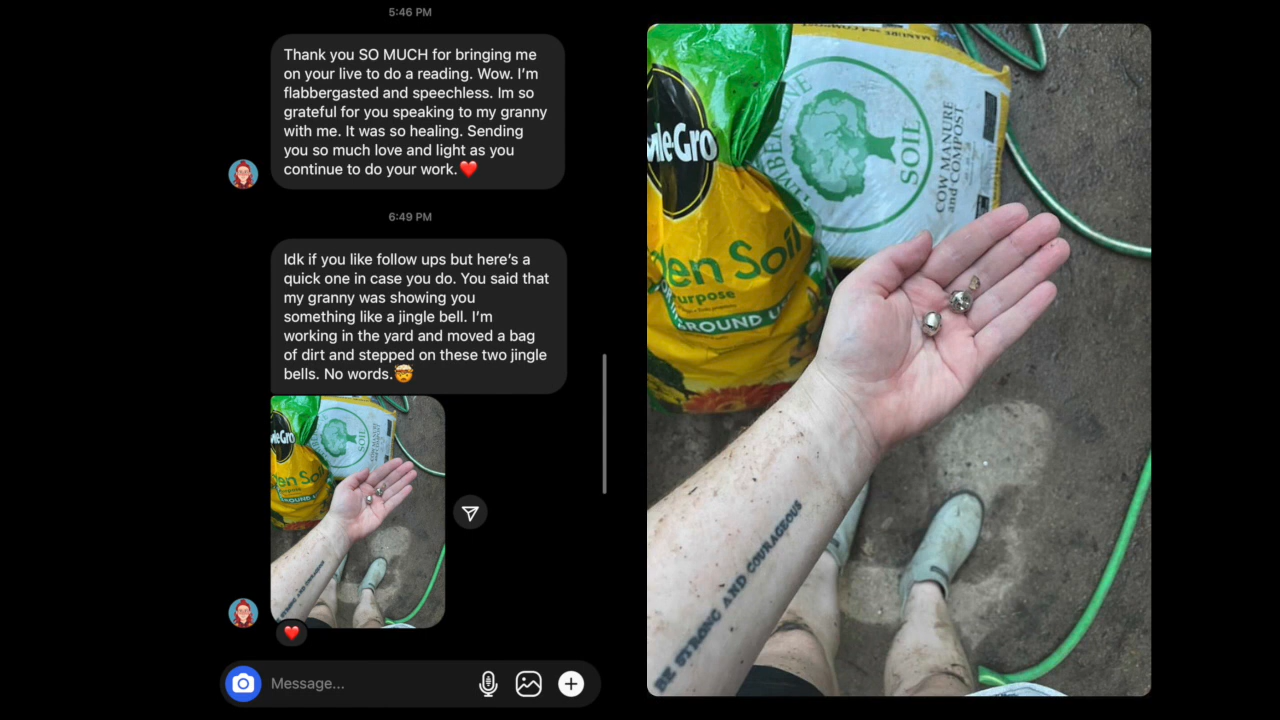 5:46 PM
Thank you SO MUCH for bringing me
on your live to do a reading. Wow. I'm
flabbergasted and speechless. Im so
grateful for you speaking to my granny
with me. It was so healing. Sending
you so much love and light as you
continue to do your work.❤️
6:49 PM
Idk if you like follow ups but here's a
quick one in case you do. You said that
my granny was showing you
something like a jingle bell. I'm
working in the yard and moved a bag
of dirt and stepped on these two jingle
bells. No words.🤯
Message...
TIMBERLINE
SOIL
COW MANURE
and COMPOST
le-Gro
en Soil
urpose
GROUND
BE STRONG AND COURAGEOUS